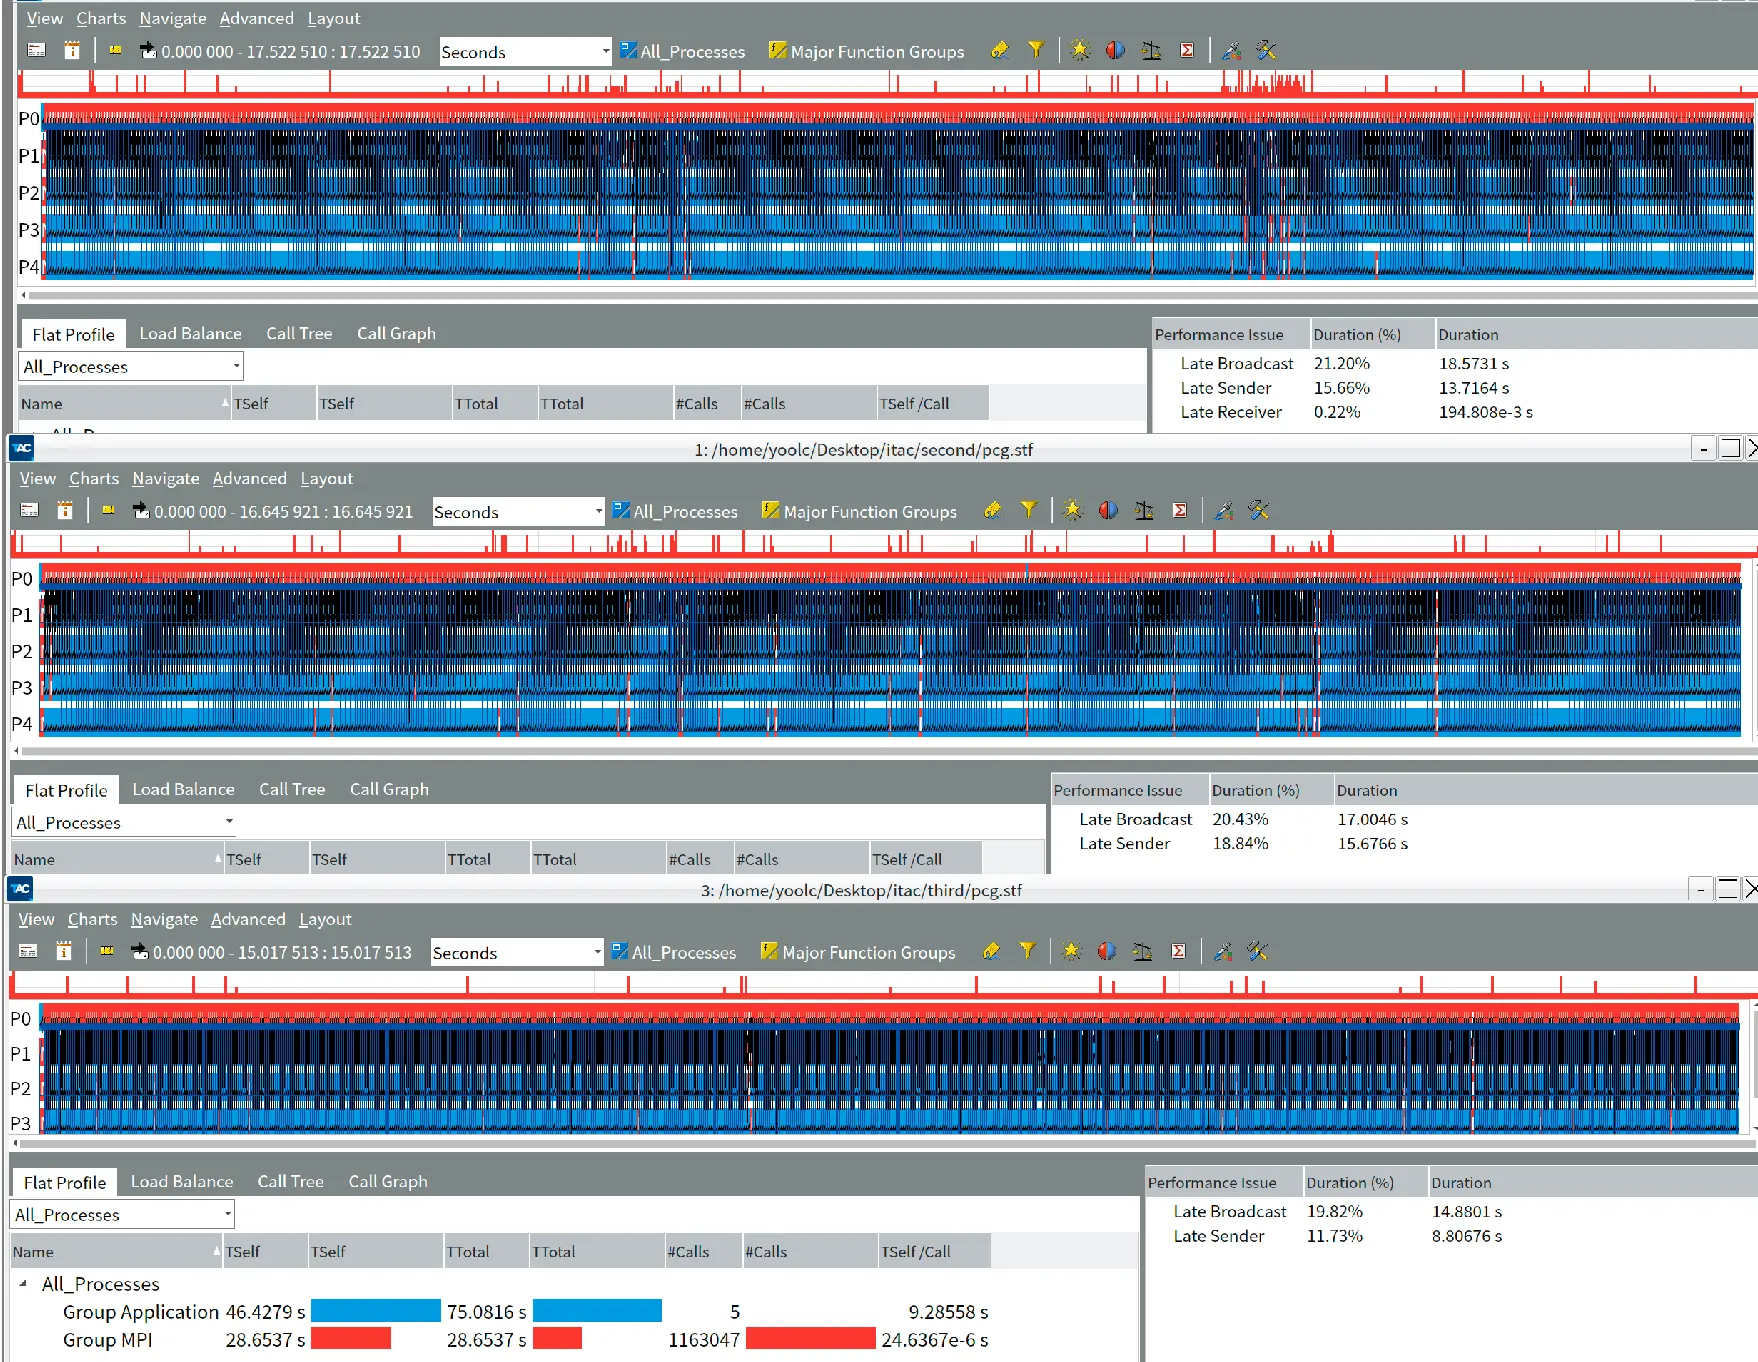 View Charts Navigate Advanced Layout
0.000 000 - 17.522 510 : 17.522 510 Seconds All_Processes Major Function Groups
P0
P1
P2
P3
P4
Flat Profile Load Balance Call Tree Call Graph
All_Processes
Name TSelf TSelf TTotal TTotal #Calls #Calls TSelf /Call
Performance Issue Duration (%) Duration
Late Broadcast 21.20% 18.5731 s
Late Sender 15.66% 13.7164 s
Late Receiver 0.22% 194.808e-3 s
TAC 1: /home/yoolc/Desktop/itac/second/pcg.stf
View Charts Navigate Advanced Layout
0.000 000 - 16.645 921 : 16.645 921 Seconds All_Processes Major Function Groups
P0
P1
P2
P3
P4
Flat Profile Load Balance Call Tree Call Graph
All_Processes
Name TSelf TSelf TTotal TTotal #Calls #Calls TSelf /Call
Performance Issue Duration (%) Duration
Late Broadcast 20.43% 17.0046 s
Late Sender 18.84% 15.6766 s
TAC 3: /home/yoolc/Desktop/itac/third/pcg.stf
View Charts Navigate Advanced Layout
0.000 000 - 15.017 513 : 15.017 513 Seconds All_Processes Major Function Groups
P0
P1
P2
P3
Flat Profile Load Balance Call Tree Call Graph
All_Processes
Name TSelf TSelf TTotal TTotal #Calls #Calls TSelf /Call
All_Processes
Group Application 46.4279 s 75.0816 s 5 9.28558 s
Group MPI 28.6537 s 28.6537 s 1163047 24.6367e-6 s
Performance Issue Duration (%) Duration
Late Broadcast 19.82% 14.8801 s
Late Sender 11.73% 8.80676 s